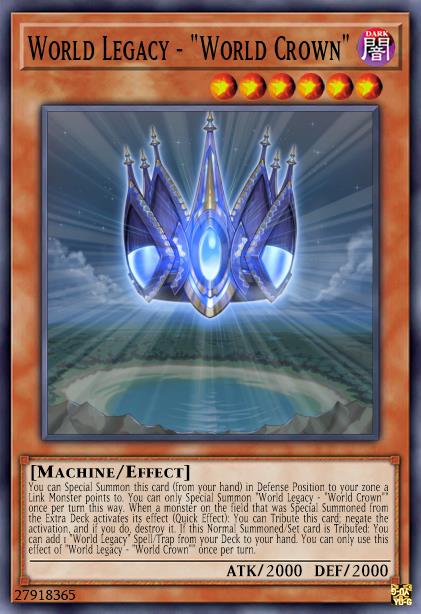 World Legacy - "World Crown"
DARK
闇
[Machine/Effect]
You can Special Summon this card (from your hand) in Defense Position to your zone a
Link Monster points to. You can only Special Summon "World Legacy - "World Crown""
once per turn this way. When a monster on the field that was Special Summoned from
the Extra Deck activates its effect (Quick Effect): You can Tribute this card; negate the
activation, and if you do, destroy it. If this Normal Summoned/Set card is Tributed: You
can add 1 "World Legacy" Spell/Trap from your Deck to your hand. You can only use this
effect of "World Legacy - "World Crown"" once per turn.
ATK/2000 DEF/2000
27918365